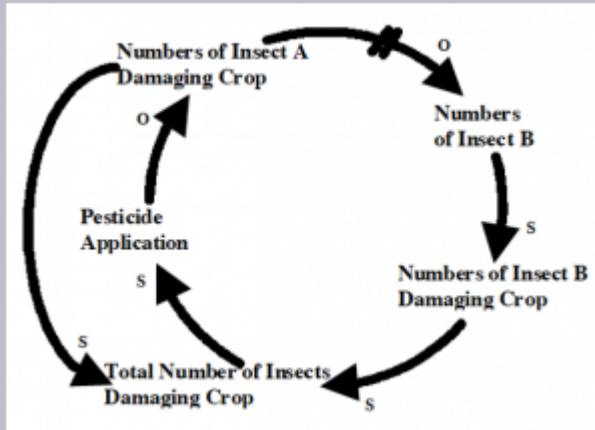 Numbers of Insect A
Damaging Crop
O
Numbers
of Insect B
O
S
Pesticide
Application
Numbers of Insect B
Damaging Crop
S
S
Total Number of Insects
Damaging Crop
S